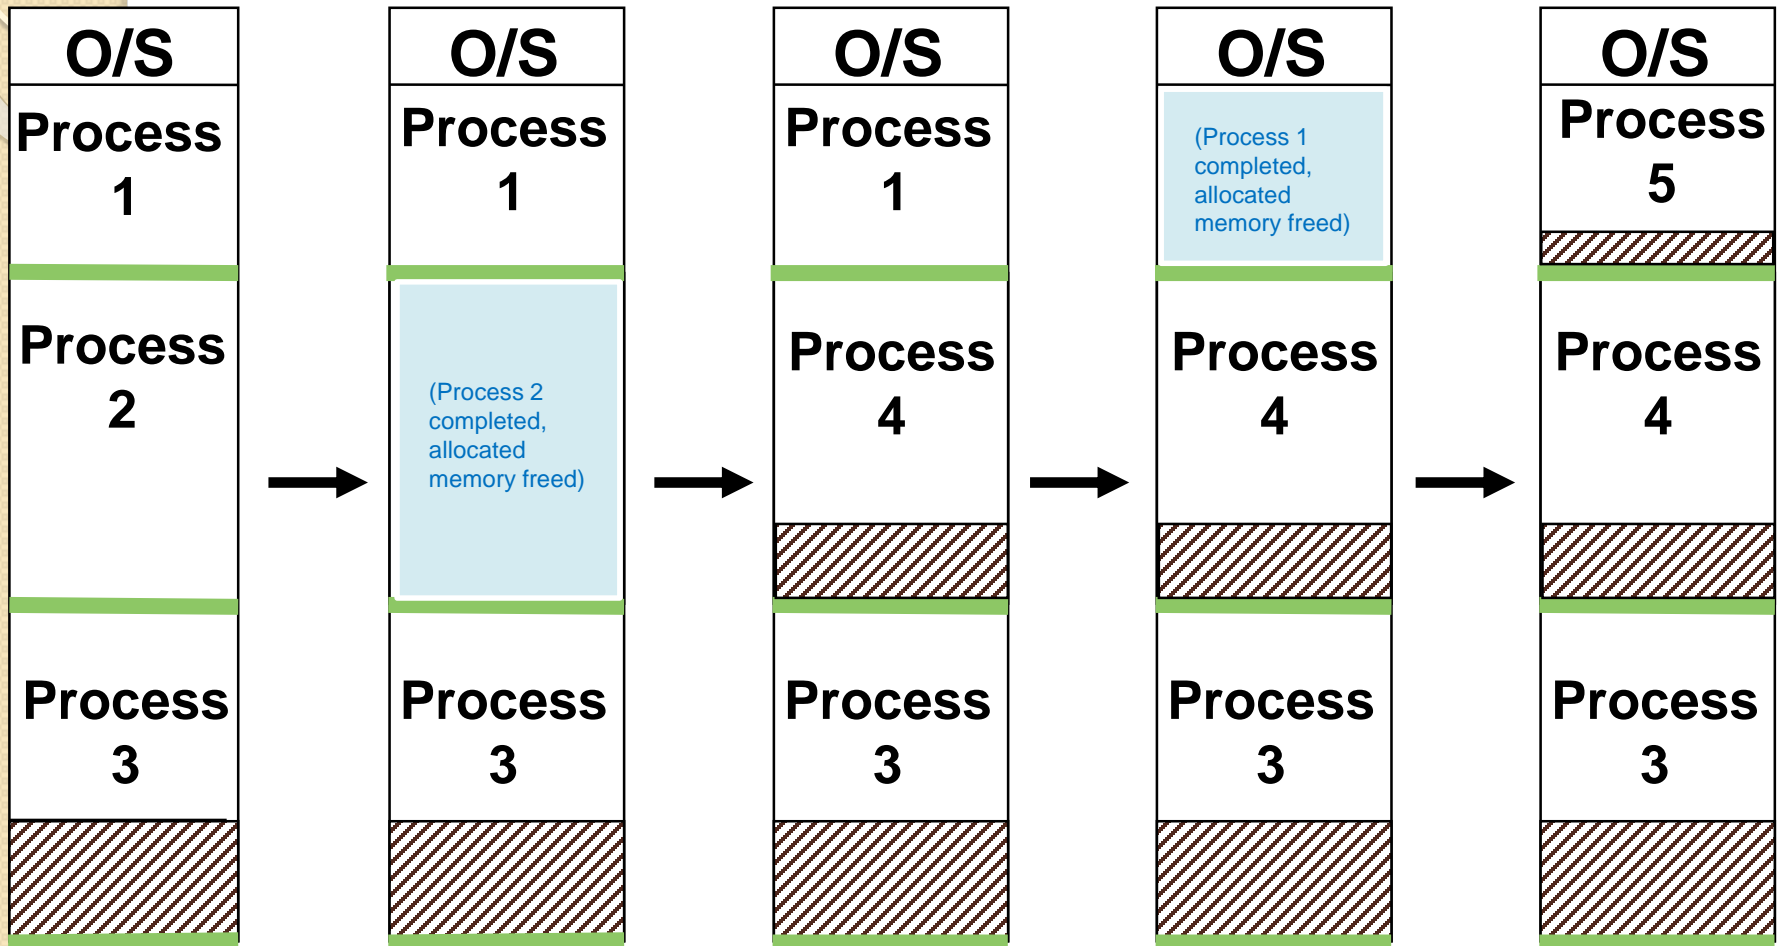 O/S
Process
1
Process
2
Process
3
O/S
Process
1
(Process 2
completed,
allocated
memory freed)
Process
3
O/S
Process
1
Process
4
Process
3
O/S
(Process 1
completed,
allocated
memory freed)
Process
4
Process
3
O/S
Process
5
Process
4
Process
3